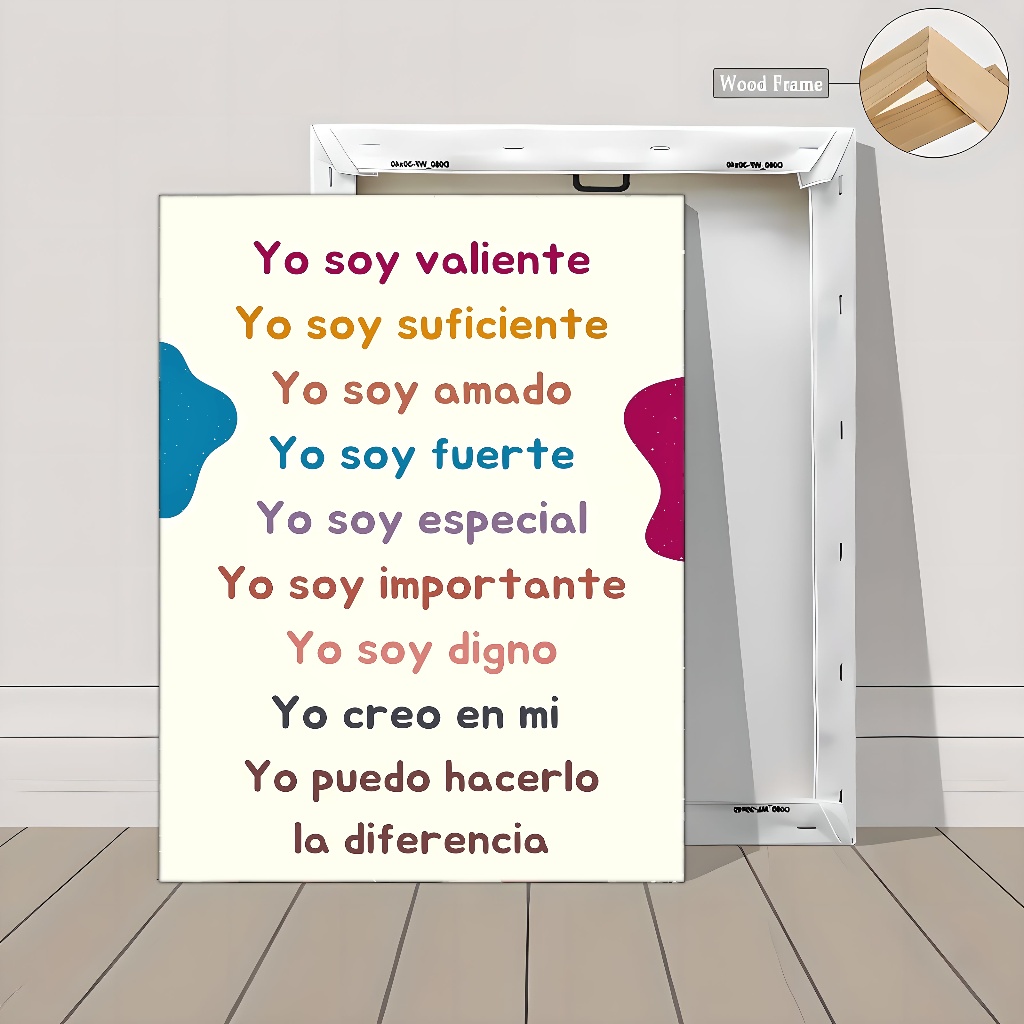 Wood Frame
Yo soy valiente
Yo soy suficiente
Yo soy amado
Yo soy fuerte
Yo soy especial
Yo soy importante
Yo soy digno
Yo creo en mi
Yo puedo hacerlo
la diferencia